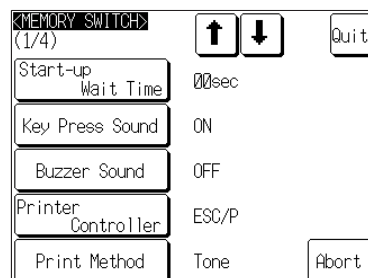 <MEMORY SWITCH>
(1/4)
Quit
Start-up
Wait Time
00sec
Key Press Sound
ON
Buzzer Sound
OFF
Printer
Controller
ESC/P
Print Method
Tone
Abort